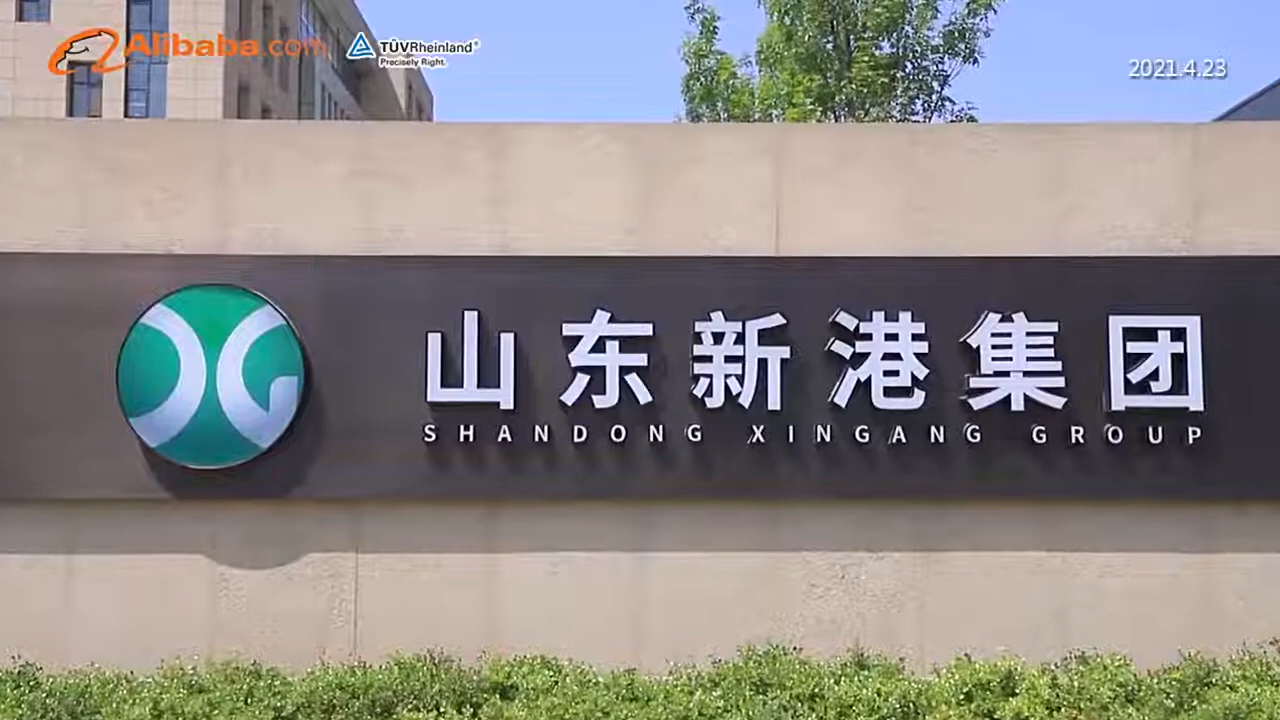 Alibaba.com
TÜVRheinland®
Precisely Right.
2021.4.23
山东新港集团
SHANDONG XINGANG GROUP